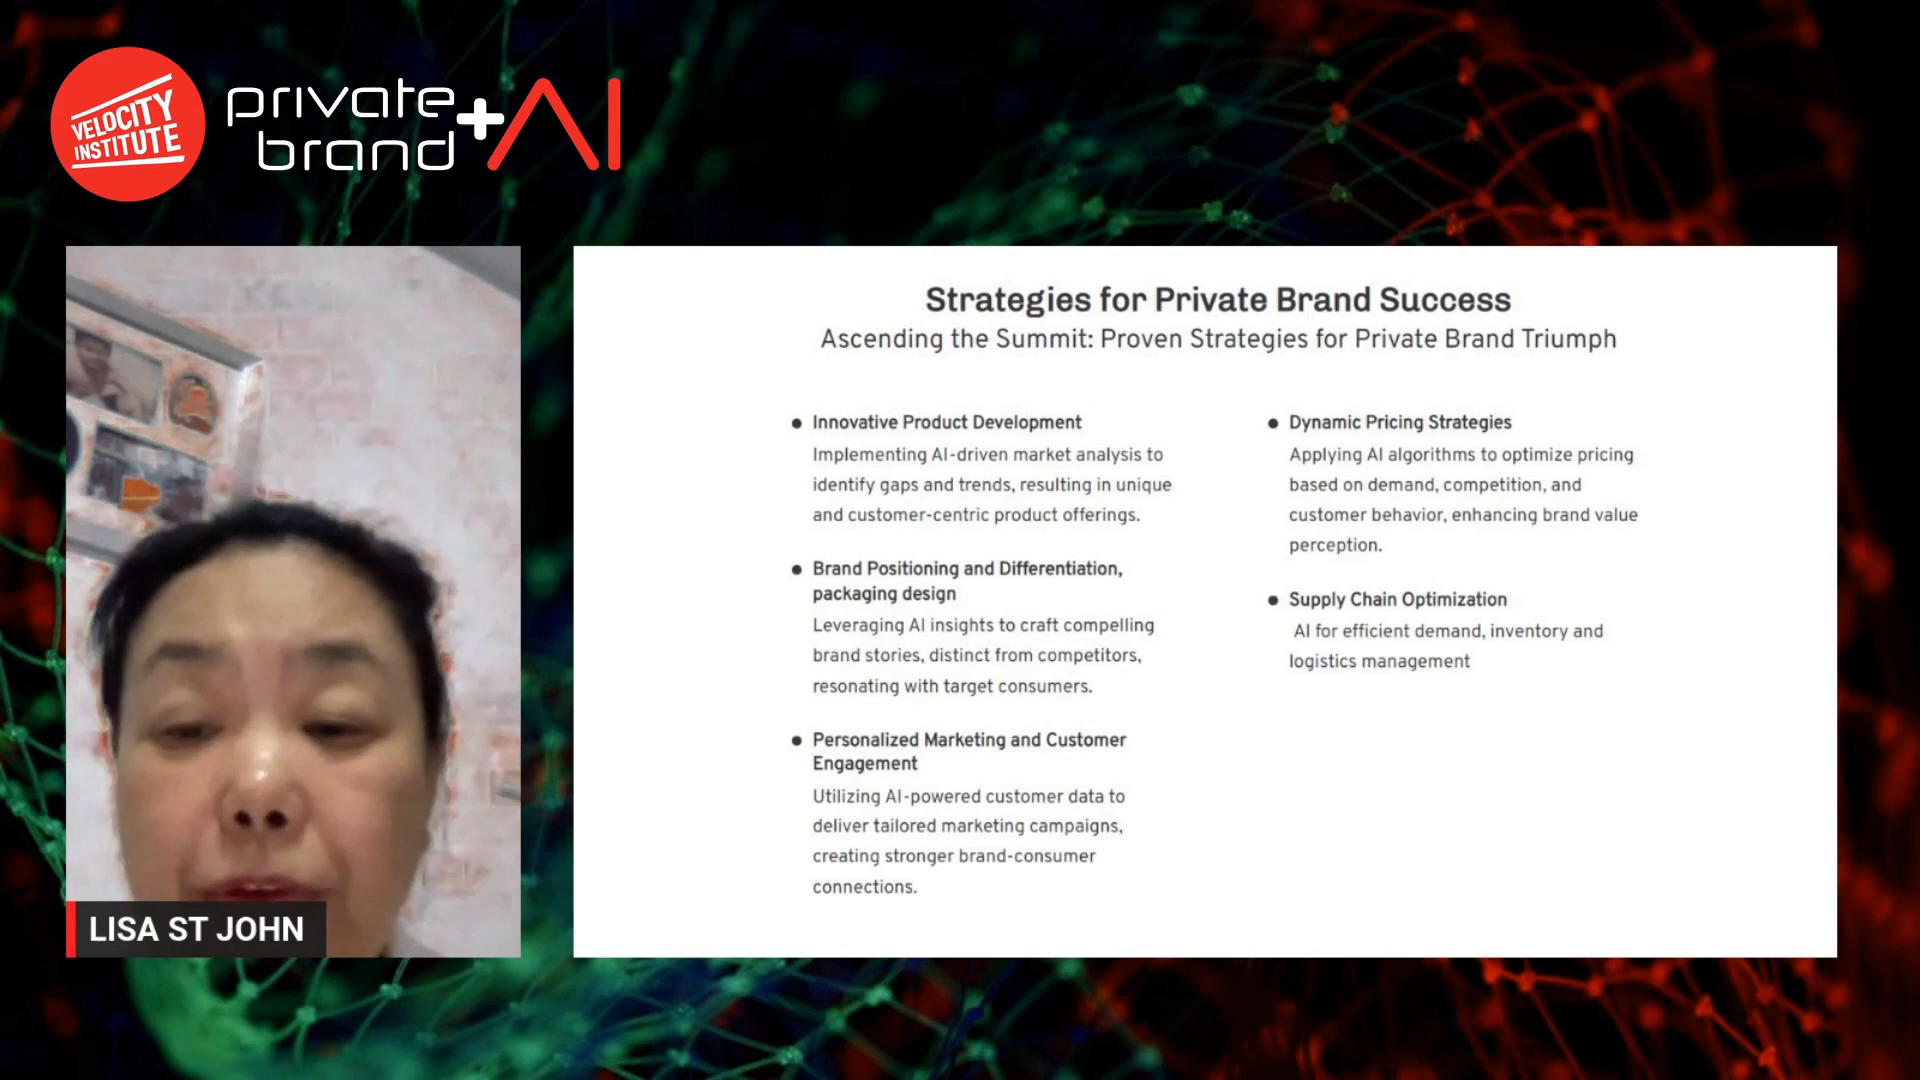 VELOCITY
INSTITUTE
private
brand
+AI
Strategies for Private Brand Success
Ascending the Summit: Proven Strategies for Private Brand Triumph
● Innovative Product Development
Implementing AI-driven market analysis to
identify gaps and trends, resulting in unique
and customer-centric product offerings.
● Brand Positioning and Differentiation,
packaging design
Leveraging AI insights to craft compelling
brand stories, distinct from competitors,
resonating with target consumers.
● Personalized Marketing and Customer
Engagement
Utilizing AI-powered customer data to
deliver tailored marketing campaigns,
creating stronger brand-consumer
connections.
● Dynamic Pricing Strategies
Applying AI algorithms to optimize pricing
based on demand, competition, and
customer behavior, enhancing brand value
perception.
● Supply Chain Optimization
AI for efficient demand, inventory and
logistics management
LISA ST JOHN